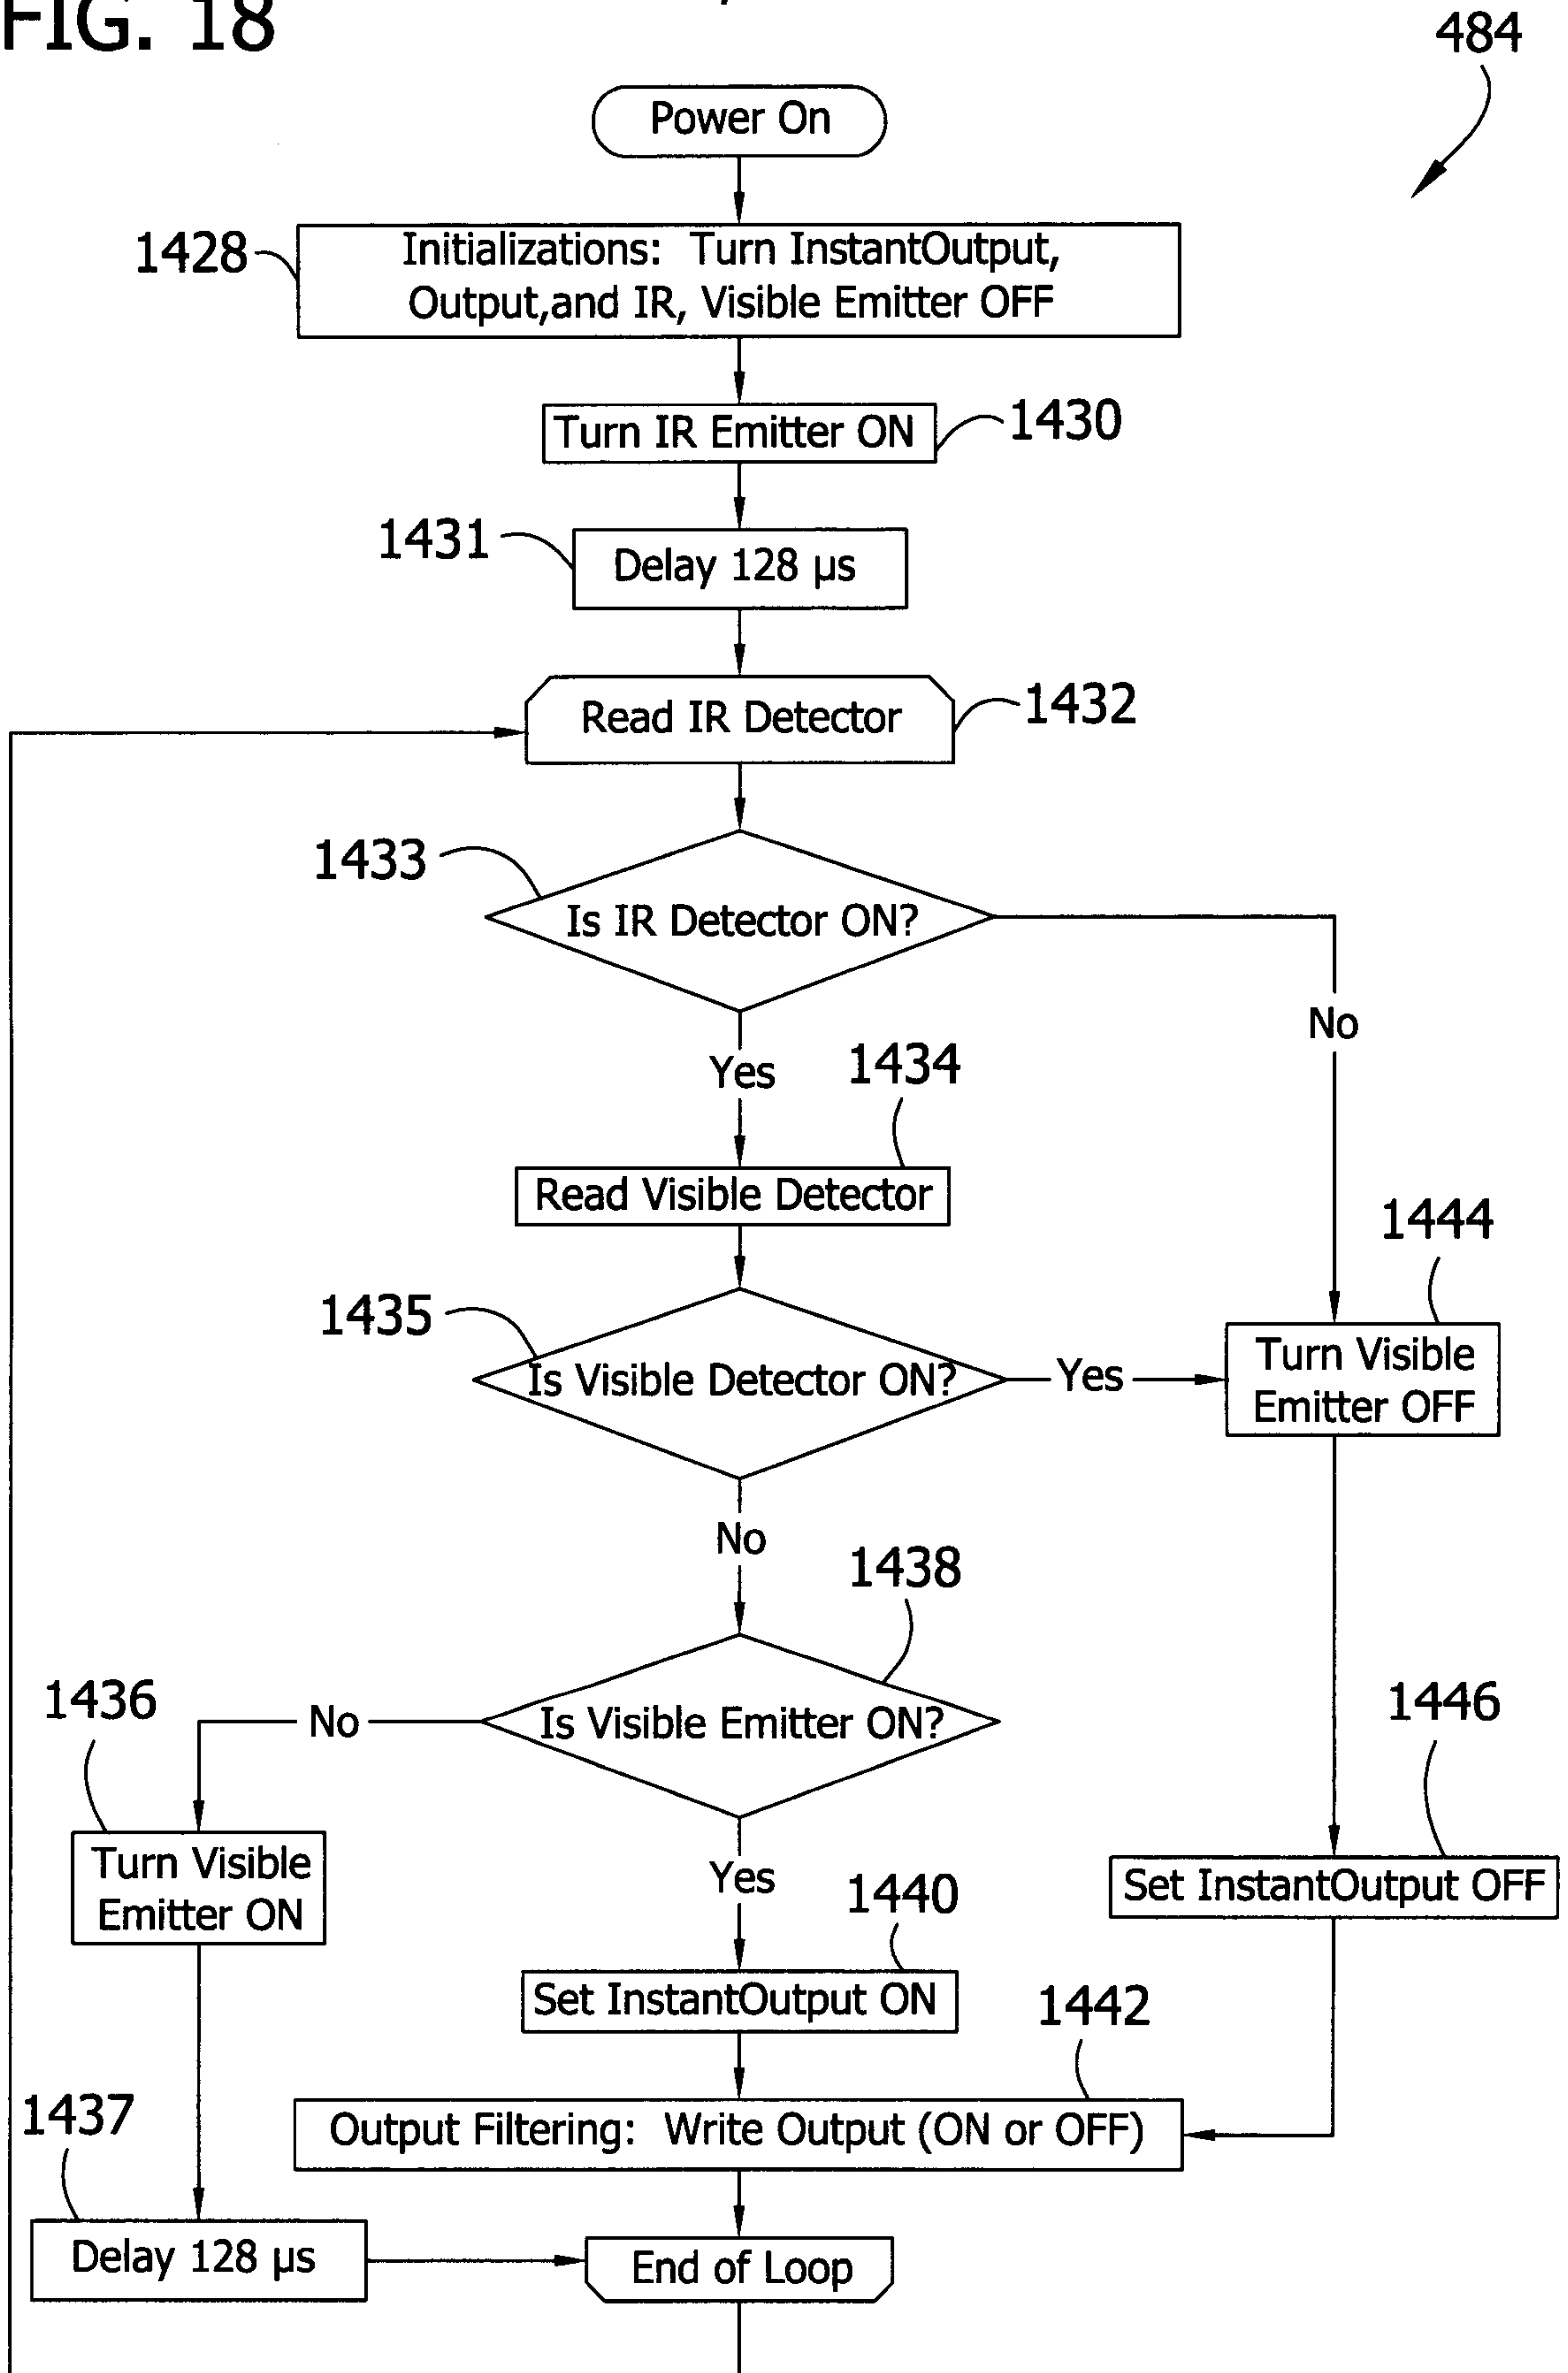 FIG. 18
484
Power On
1428
Initializations: Turn InstantOutput,
Output,and IR, Visible Emitter OFF
Turn IR Emitter ON
1430
1431
Delay 128 µs
Read IR Detector
1432
1433
Is IR Detector ON?
No
Yes
1434
Read Visible Detector
1444
1435
Is Visible Detector ON?
Yes
Turn Visible
Emitter OFF
No
1438
1436
No
Is Visible Emitter ON?
1446
Turn Visible
Emitter ON
Yes
1440
Set InstantOutput OFF
Set InstantOutput ON
1442
1437
Output Filtering: Write Output (ON or OFF)
Delay 128 µs
End of Loop